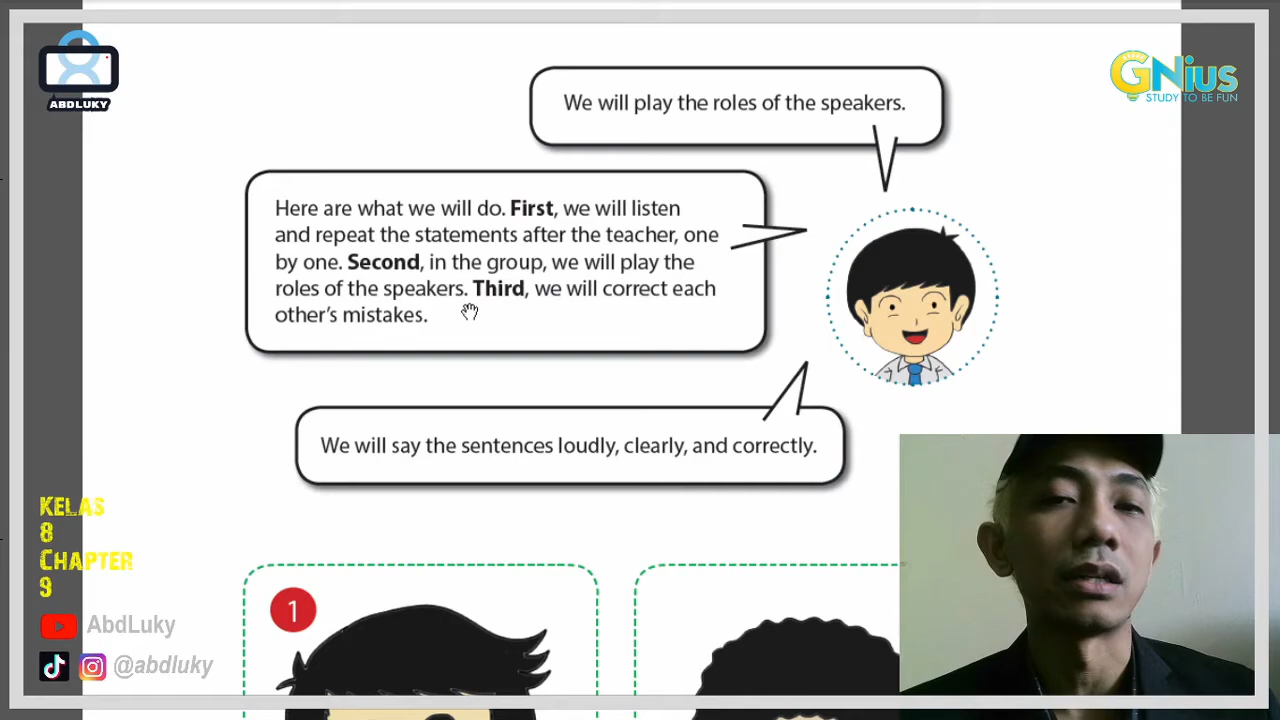 ABDLUKY
GNius
STUDY TO BE FUN
We will play the roles of the speakers.
Here are what we will do. First, we will listen
and repeat the statements after the teacher, one
by one. Second, in the group, we will play the
roles of the speakers. Third, we will correct each
other's mistakes.
We will say the sentences loudly, clearly, and correctly.
KELAS
8
CHAPTER
9
AbdLuky
@abdluky
1